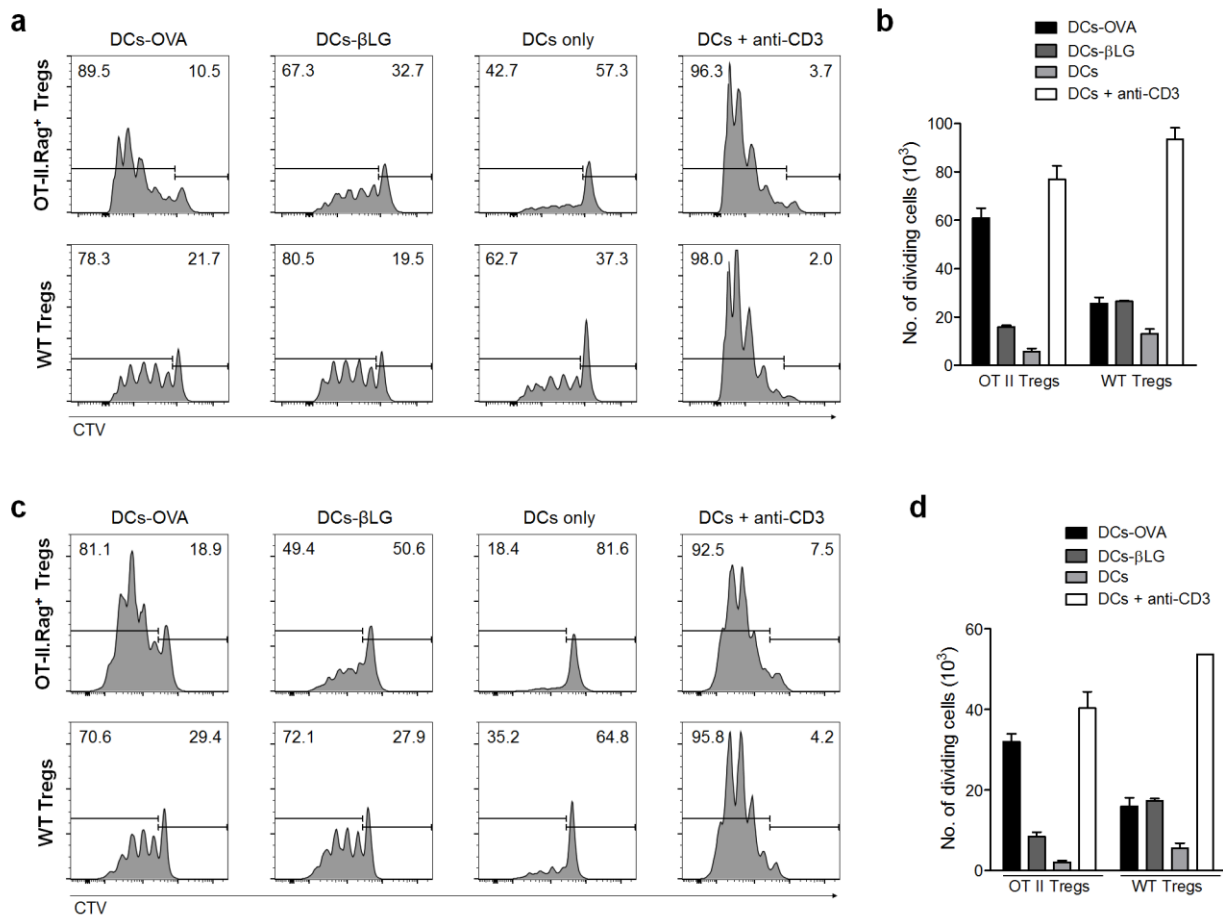 a
DCs-OVA DCs-βLG DCs only DCs + anti-CD3
OT-II.Rag+ Tregs
89.5 10.5 67.3 32.7 42.7 57.3 96.3 3.7
WT Tregs
78.3 21.7 80.5 19.5 62.7 37.3 98.0 2.0
CTV
b
DCs-OVA
DCs-βLG
DCs
DCs + anti-CD3
No. of dividing cells (10³)
100
80
60
40
20
0
OT II Tregs WT Tregs
c
DCs-OVA DCs-βLG DCs only DCs + anti-CD3
OT-II.Rag⁺ Tregs
81.1 18.9 49.4 50.6 18.4 81.6 92.5 7.5
WT Tregs
70.6 29.4 72.1 27.9 35.2 64.8 95.8 4.2
CTV
d
DCs-OVA
DCs-βLG
DCs
DCs + anti-CD3
No. of dividing cells (10³)
60
40
20
0
OT II Tregs WT Tregs